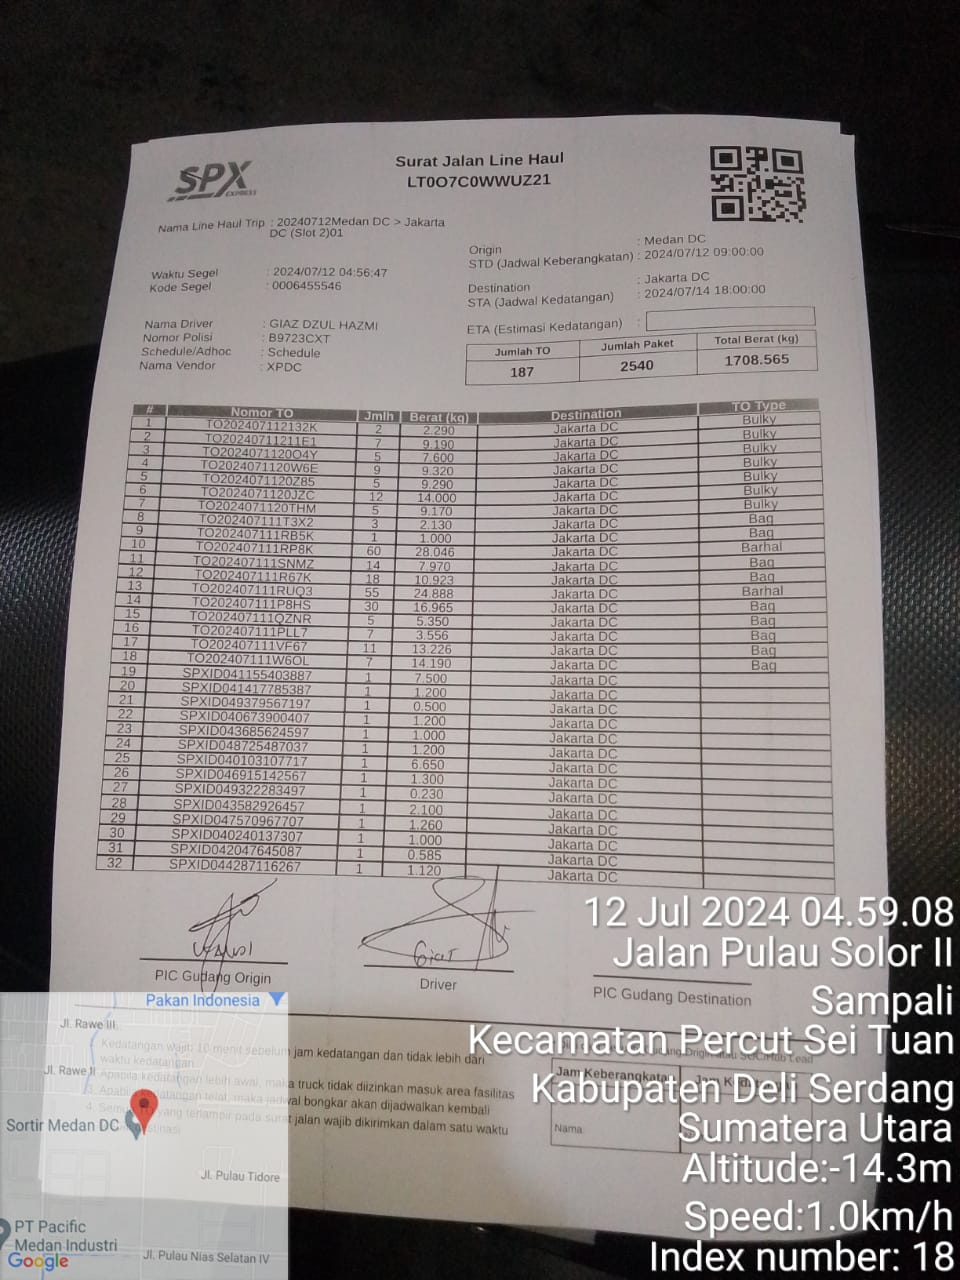 SPX
EXPRESS
Surat Jalan Line Haul
LT0O7C0WWUZ21
Nama Line Haul Trip : 20240712Medan DC > Jakarta
DC (Slot 2)01
Origin : Medan DC
STD (Jadwal Keberangkatan) : 2024/07/12 09:00:00
Waktu Segel : 2024/07/12 04:56:47
Kode Segel : 0006455546
Destination : Jakarta DC
STA (Jadwal Kedatangan) : 2024/07/14 18:00:00
Nama Driver : GIAZ DZUL HAZMI
Nomor Polisi : B9723CXT
Schedule/Adhoc : Schedule
Nama Vendor : XPDC
ETA (Estimasi Kedatangan) :
Jumlah TO Jumlah Paket Total Berat (kg)
187 2540 1708.565
# Nomor TO Jmlh Berat (kg) Destination TO Type
1 TO202407112132K 2 2.290 Jakarta DC Bulky
2 TO202407111211E1 7 9.190 Jakarta DC Bulky
3 TO2024071120O4Y 5 7.600 Jakarta DC Bulky
4 TO2024071120W6E 9 9.320 Jakarta DC Bulky
5 TO2024071120Z85 5 9.290 Jakarta DC Bulky
6 TO2024071120JZC 12 14.000 Jakarta DC Bulky
7 TO2024071120THM 5 9.170 Jakarta DC Bulky
8 TO202407111T3X2 3 2.130 Jakarta DC Bag
9 TO202407111RB5K 1 1.000 Jakarta DC Bag
10 TO202407111RP8K 60 28.046 Jakarta DC Barhal
11 TO202407111SNMZ 14 7.970 Jakarta DC Bag
12 TO202407111R67K 18 10.923 Jakarta DC Bag
13 TO202407111RUQ3 55 24.888 Jakarta DC Barhal
14 TO202407111P8HS 30 16.965 Jakarta DC Bag
15 TO202407111QZNR 5 5.350 Jakarta DC Bag
16 TO202407111PLL7 7 3.556 Jakarta DC Bag
17 TO202407111VF67 11 13.226 Jakarta DC Bag
18 TO202407111W6OL 7 14.190 Jakarta DC Bag
19 SPXID041155403887 1 7.500 Jakarta DC
20 SPXID041417785387 1 1.200 Jakarta DC
21 SPXID049379567197 1 0.500 Jakarta DC
22 SPXID040673900407 1 1.200 Jakarta DC
23 SPXID043685624597 1 1.000 Jakarta DC
24 SPXID048725487037 1 1.200 Jakarta DC
25 SPXID040103107717 1 6.650 Jakarta DC
26 SPXID046915142567 1 1.300 Jakarta DC
27 SPXID049322283497 1 0.230 Jakarta DC
28 SPXID043582926457 1 2.100 Jakarta DC
29 SPXID047570967707 1 1.260 Jakarta DC
30 SPXID040240137307 1 1.000 Jakarta DC
31 SPXID042047645087 1 0.585 Jakarta DC
32 SPXID044287116267 1 1.120 Jakarta DC
PIC Gudang Origin
Driver
PIC Gudang Destination
Kedatangan wajib 10 menit sebelum jam kedatangan dan tidak lebih dari
waktu kedatangan
Apabila kedatangan lebih awal, maka truck tidak diizinkan masuk area fasilitas
3. Apabila kedatangan telat, maka jadwal bongkar akan dijadwalkan kembali
4. Semua TO yang terlampir pada surat jalan wajib dikirimkan dalam satu waktu
Jam Keberangkatan
Nama:
12 Jul 2024 04.59.08
Jalan Pulau Solor II
Sampali
Kecamatan Percut Sei Tuan
Kabupaten Deli Serdang
Sumatera Utara
Altitude:-14.3m
Speed:1.0km/h
Index number: 18
Pakan Indonesia
Jl. Rawe III
Jl. Rawe II
Sortir Medan DC
Jl. Pulau Tidore
PT Pacific
Medan Industri
Jl. Pulau Nias Selatan IV
Google